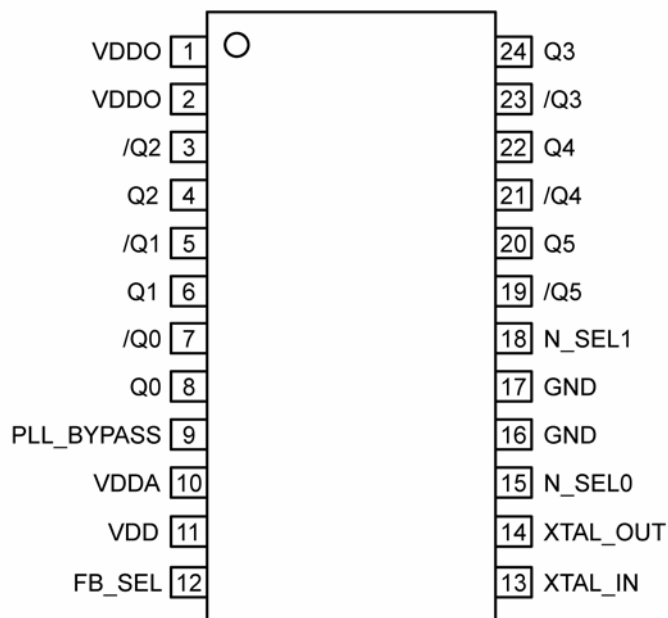 VDDO 1 24 Q3
VDDO 2 23 /Q3
/Q2 3 22 Q4
Q2 4 21 /Q4
/Q1 5 20 Q5
Q1 6 19 /Q5
/Q0 7 18 N_SEL1
Q0 8 17 GND
PLL_BYPASS 9 16 GND
VDDA 10 15 N_SEL0
VDD 11 14 XTAL_OUT
FB_SEL 12 13 XTAL_IN